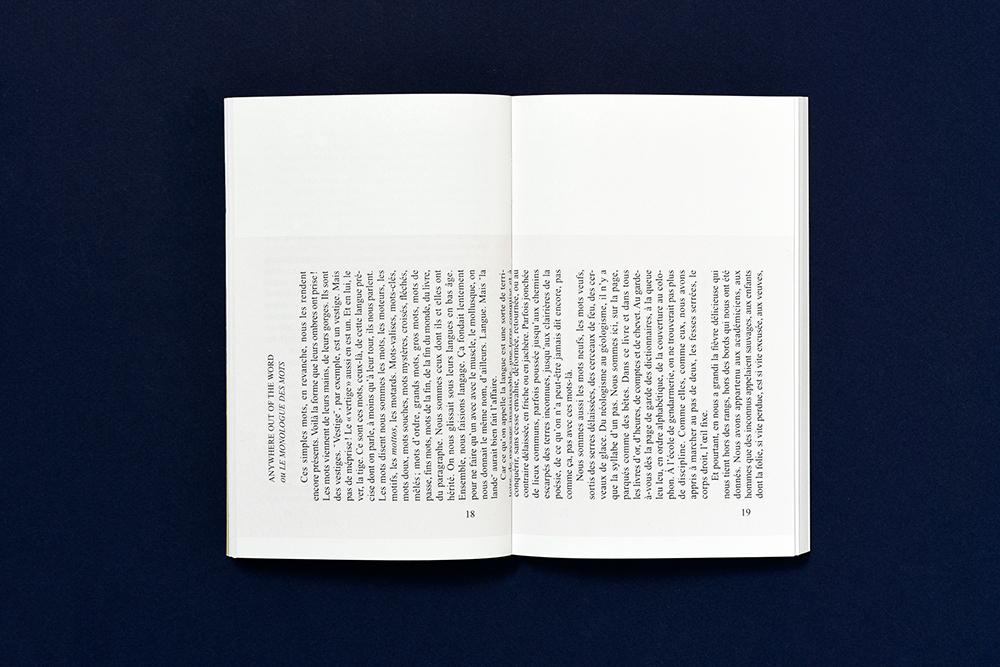 ANYWHERE OUT OF THE WORD
OU LE MONOLOGUE DES MOTS
Ces simples mots, en revanche, nous les rendent
encore présents. Voilà la forme que leurs ombres ont prise !
Les mots viennent de leurs mains, de leurs gorges. Ils sont
des vestiges. ‘Vestige’, par exemple, est un vestige. Mais
pas de méprise ! Le « vertige » aussi en est un. Et en lui, le
ver, la tige. Ce sont ces mots, ceux-là, de cette langue pré-
cise dont on parle, à moins qu’à leur tour, ils nous parlent.
Les mots disent nous sommes les mots, les moteurs, les
motifs, les mottos, les motards. Mots-valises, mots-clés,
mots doux, mots souches, mots mystères, croisés, fléchés,
mêlés ; mots d’ordre, grands mots, gros mots, mots de
passe, fins mots, mots de la fin, de la fin du monde, du livre,
du paragraphe. Nous sommes ceux dont ils et elles ont
hérité. On nous glissait sous leurs langues en bas âge.
Ensemble, nous faisions langage. Ça fondait lentement
pour ne faire qu’un avec avec le muscle, le mollusque, on
nous donnait le même nom, d’ailleurs. Langue. Mais ‘la
lande’ aurait bien fait l’affaire.
Car ce qu’on appelle la langue est une sorte de terri-
18
conquérir, sans cesse envahie, déformée, retournée, ou au
contraire délaissée, en friche ou en jachère. Parfois jonchée
de lieux communs, parfois poussée jusqu’aux chemins
escarpés des terres inconnues, jusqu’aux clairières de la
poésie, de ce qu’on n’a peut-être jamais dit encore, pas
comme ça, pas avec ces mots-là.
Nous sommes aussi les mots neufs, les mots veufs,
sortis des serres délaissées, des cerceaux de feu, des cer-
veaux de glace. Du néologisme au géologisme, il n’y a
que la syllabe d’un pas. Nous sommes ici, sur la page,
parqués comme des bêtes. Dans ce livre et dans tous
les livres d’or, d’heures, de comptes et de chevet. Au garde-
à-vous dès la page de garde des dictionnaires, à la queue
leu leu, en ordre alphabétique, de la couverture au colo-
phon. A l’école de gendarmerie, on ne trouverait pas plus
de discipline. Comme elles, comme eux, nous avons
appris à marcher au pas de deux, les fesses serrées, le
corps droit, l’œil fixe.
Et pourtant, en nous a grandi la fièvre délicieuse qui
nous tient hors des rangs, hors des bords qui nous ont été
donnés. Nous avons appartenu aux académiciens, aux
hommes que des inconnus appelaient sauvages, aux enfants
dont la folie, si vite perdue, est si vite excusée, aux veuves,
19